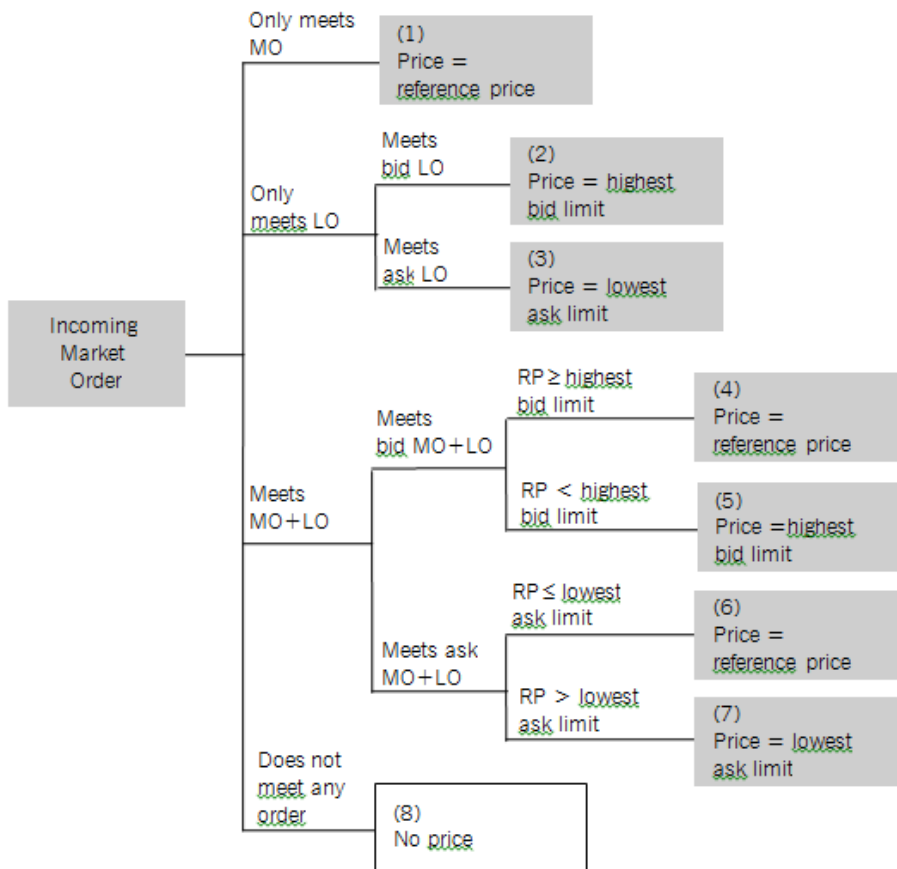 Only meets
MO
(1)
Price =
reference price
Meets
bid LO
(2)
Price = highest
bid limit
Only
meets LO
Meets
ask LO
(3)
Price = lowest
ask limit
Incoming
Market
Order
RP≥ highest
bid limit
(4)
Price =
reference price
Meets
bid MO+LO
RP < highest
bid limit
(5)
Price =highest
bid limit
Meets
MO+LO
RP≤ lowest
ask limit
(6)
Price =
reference price
Meets ask
MO+LO
RP > lowest
ask limit
(7)
Price = lowest
ask limit
Does not
meet any
order
(8)
No price